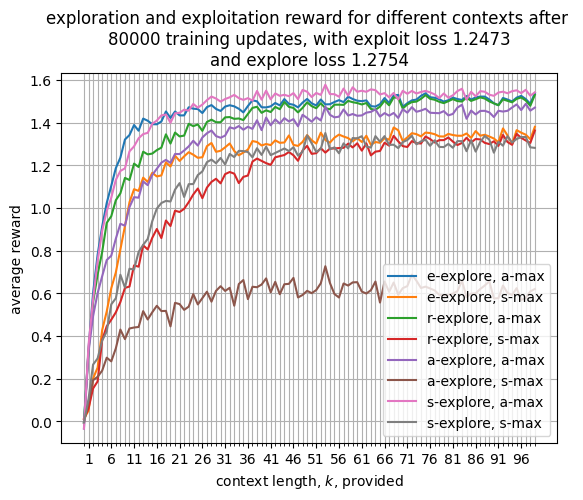 exploration and exploitation reward for different contexts after
80000 training updates, with exploit loss 1.2473
and explore loss 1.2754
1.6
1.4
1.2
1.0
0.8
0.6
0.4
0.2
0.0
average reward
e-explore, a-max
e-explore, s-max
r-explore, a-max
r-explore, s-max
a-explore, a-max
a-explore, s-max
s-explore, a-max
s-explore, s-max
1 6 11 16 21 26 31 36 41 46 51 56 61 66 71 76 81 86 91 96
context length, k, provided